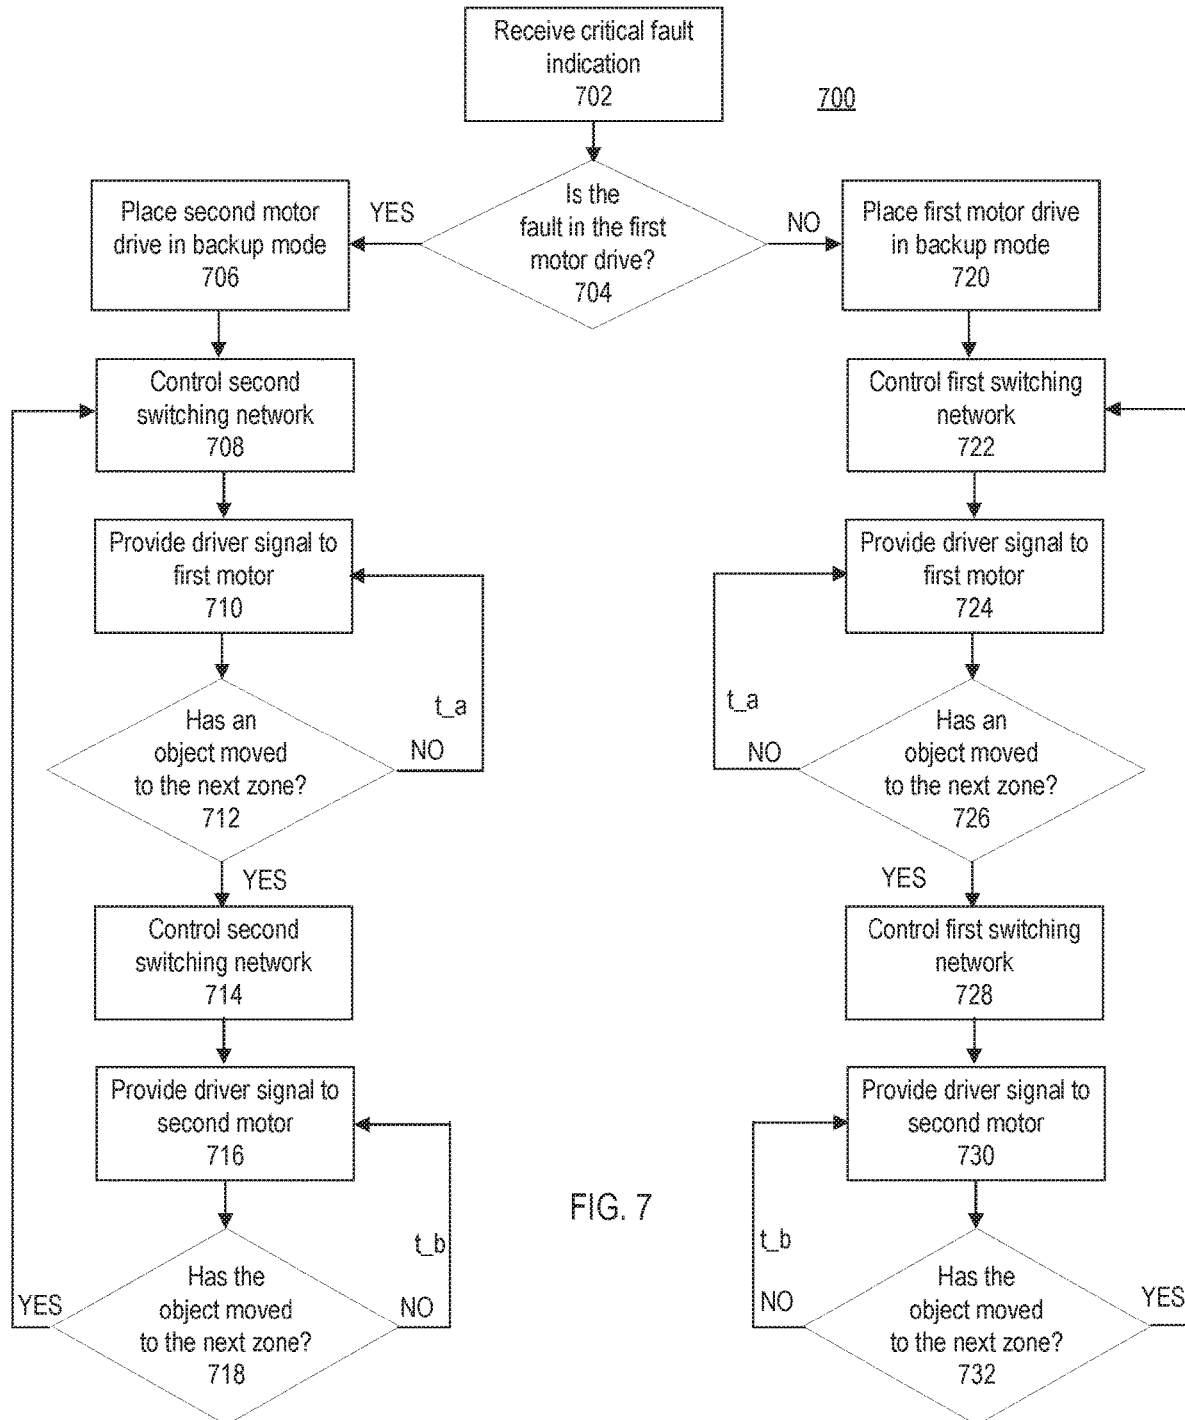 Receive critical fault
indication
702
700
Is the
fault in the first
motor drive?
704
YES
NO
Place second motor
drive in backup mode
706
Control second
switching network
708
Provide driver signal to
first motor
710
t_a
Has an
object moved
to the next zone?
712
NO
YES
Control second
switching network
714
Provide driver signal to
second motor
716
t_b
Has the
object moved
to the next zone?
718
NO
YES
Place first motor drive
in backup mode
720
Control first switching
network
722
Provide driver signal to
first motor
724
t_a
Has an
object moved
to the next zone?
726
NO
YES
Control first switching
network
728
Provide driver signal to
second motor
730
t_b
Has the
object moved
to the next zone?
732
NO
YES
FIG. 7